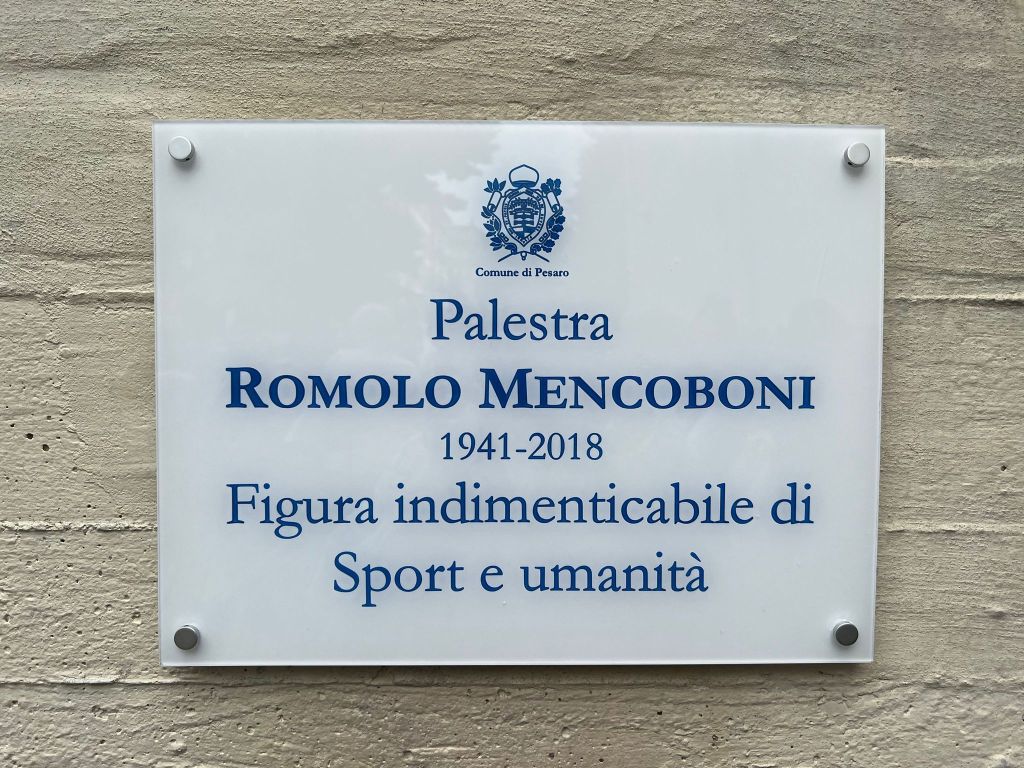 Comune di Pesaro
Palestra
ROMOLO MENCOBONI
1941-2018
Figura indimenticabile di
Sport e umanità